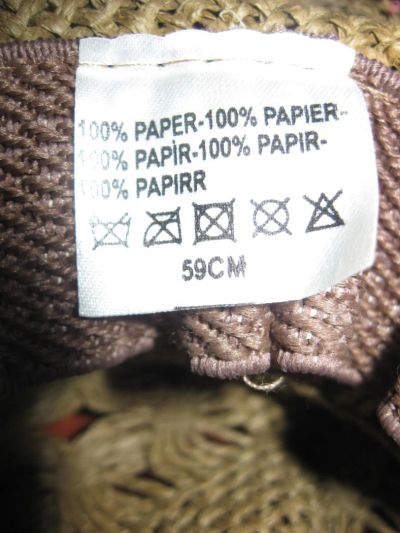 100% PAPER-100% PAPIER-
100% PAPİR-100% PAPIR-
100% PAPIRR
59CM